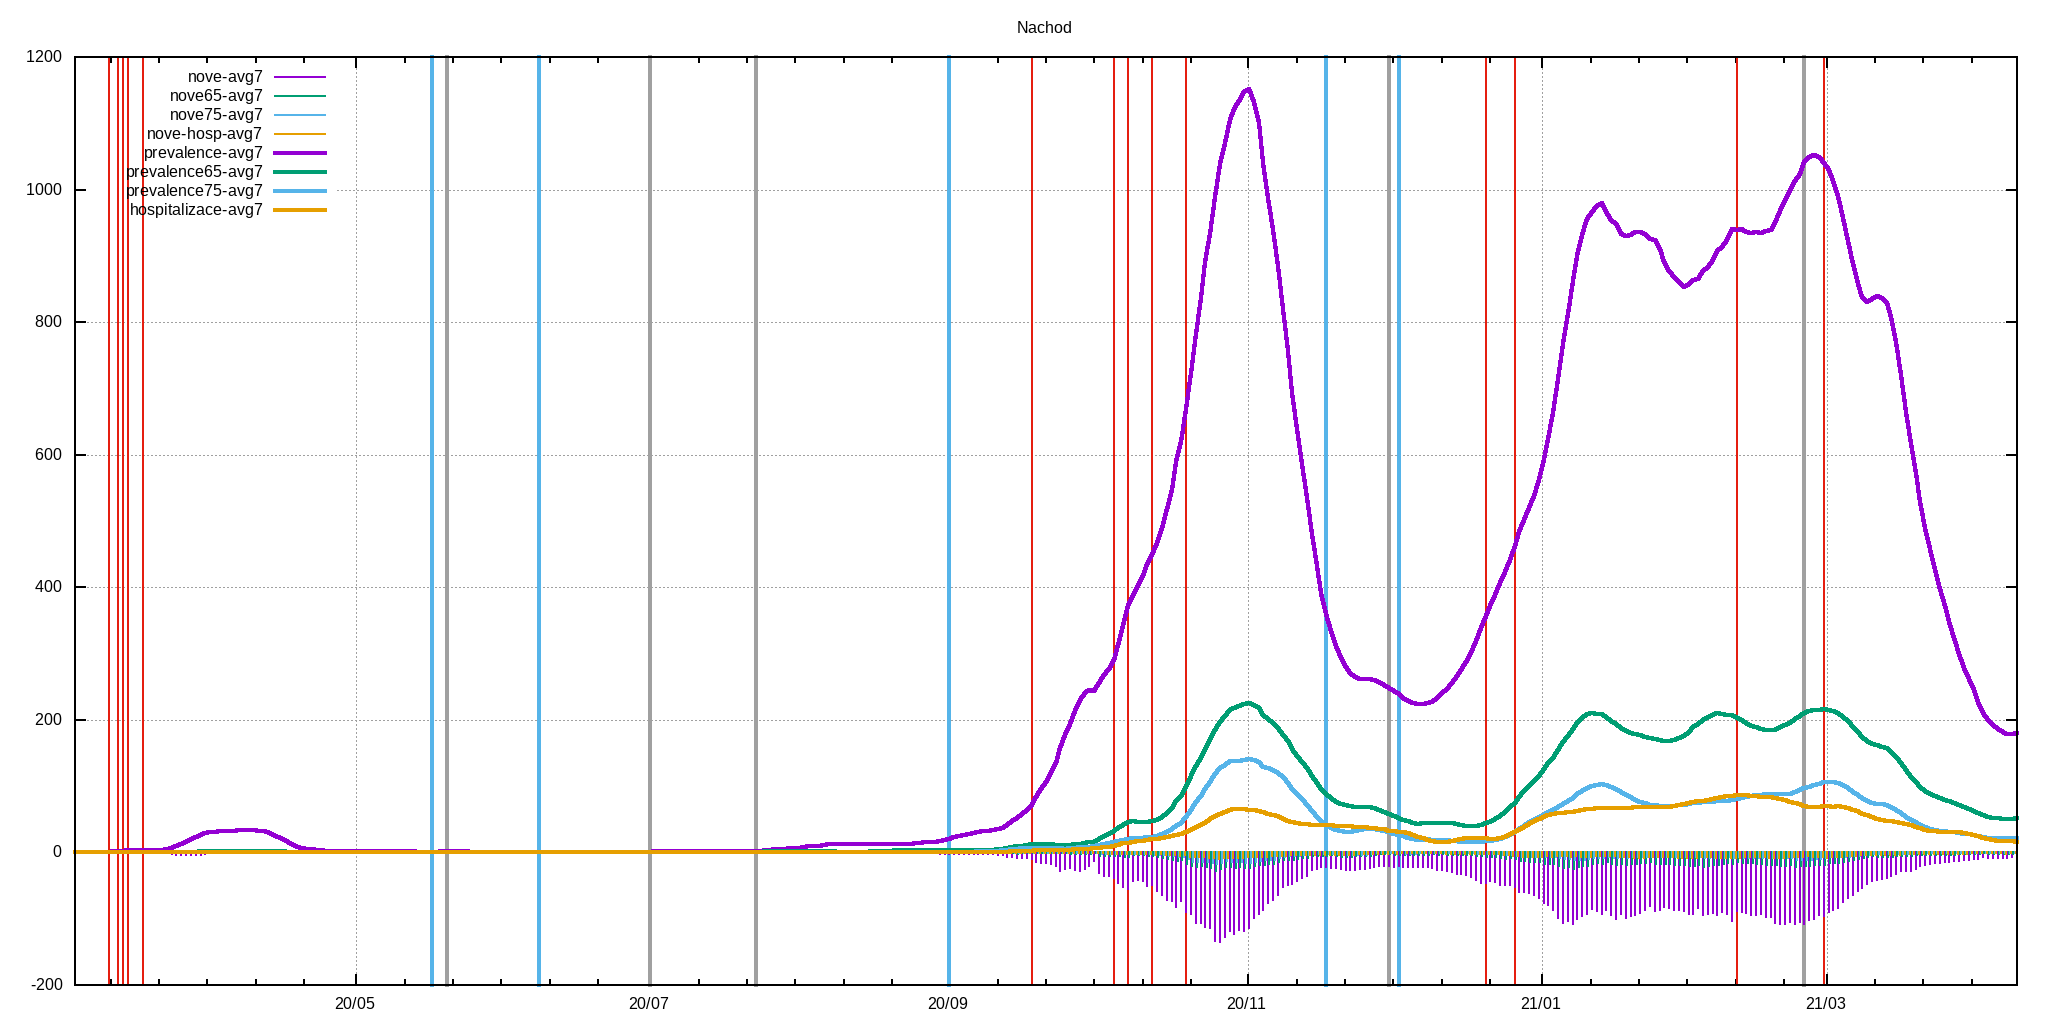 Nachod
1200
1000
800
600
400
200
0
-200
nove-avg7
nove65-avg7
nove75-avg7
nove-hosp-avg7
prevalence-avg7
prevalence65-avg7
prevalence75-avg7
hospitalizace-avg7
20/05
20/07
20/09
20/11
21/01
21/03